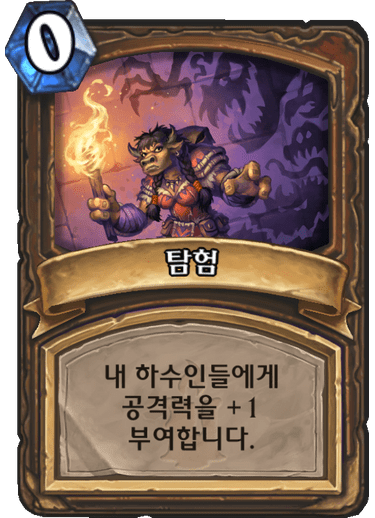 0
탐험
내 하수인들에게
공격력을 +1
부여합니다.